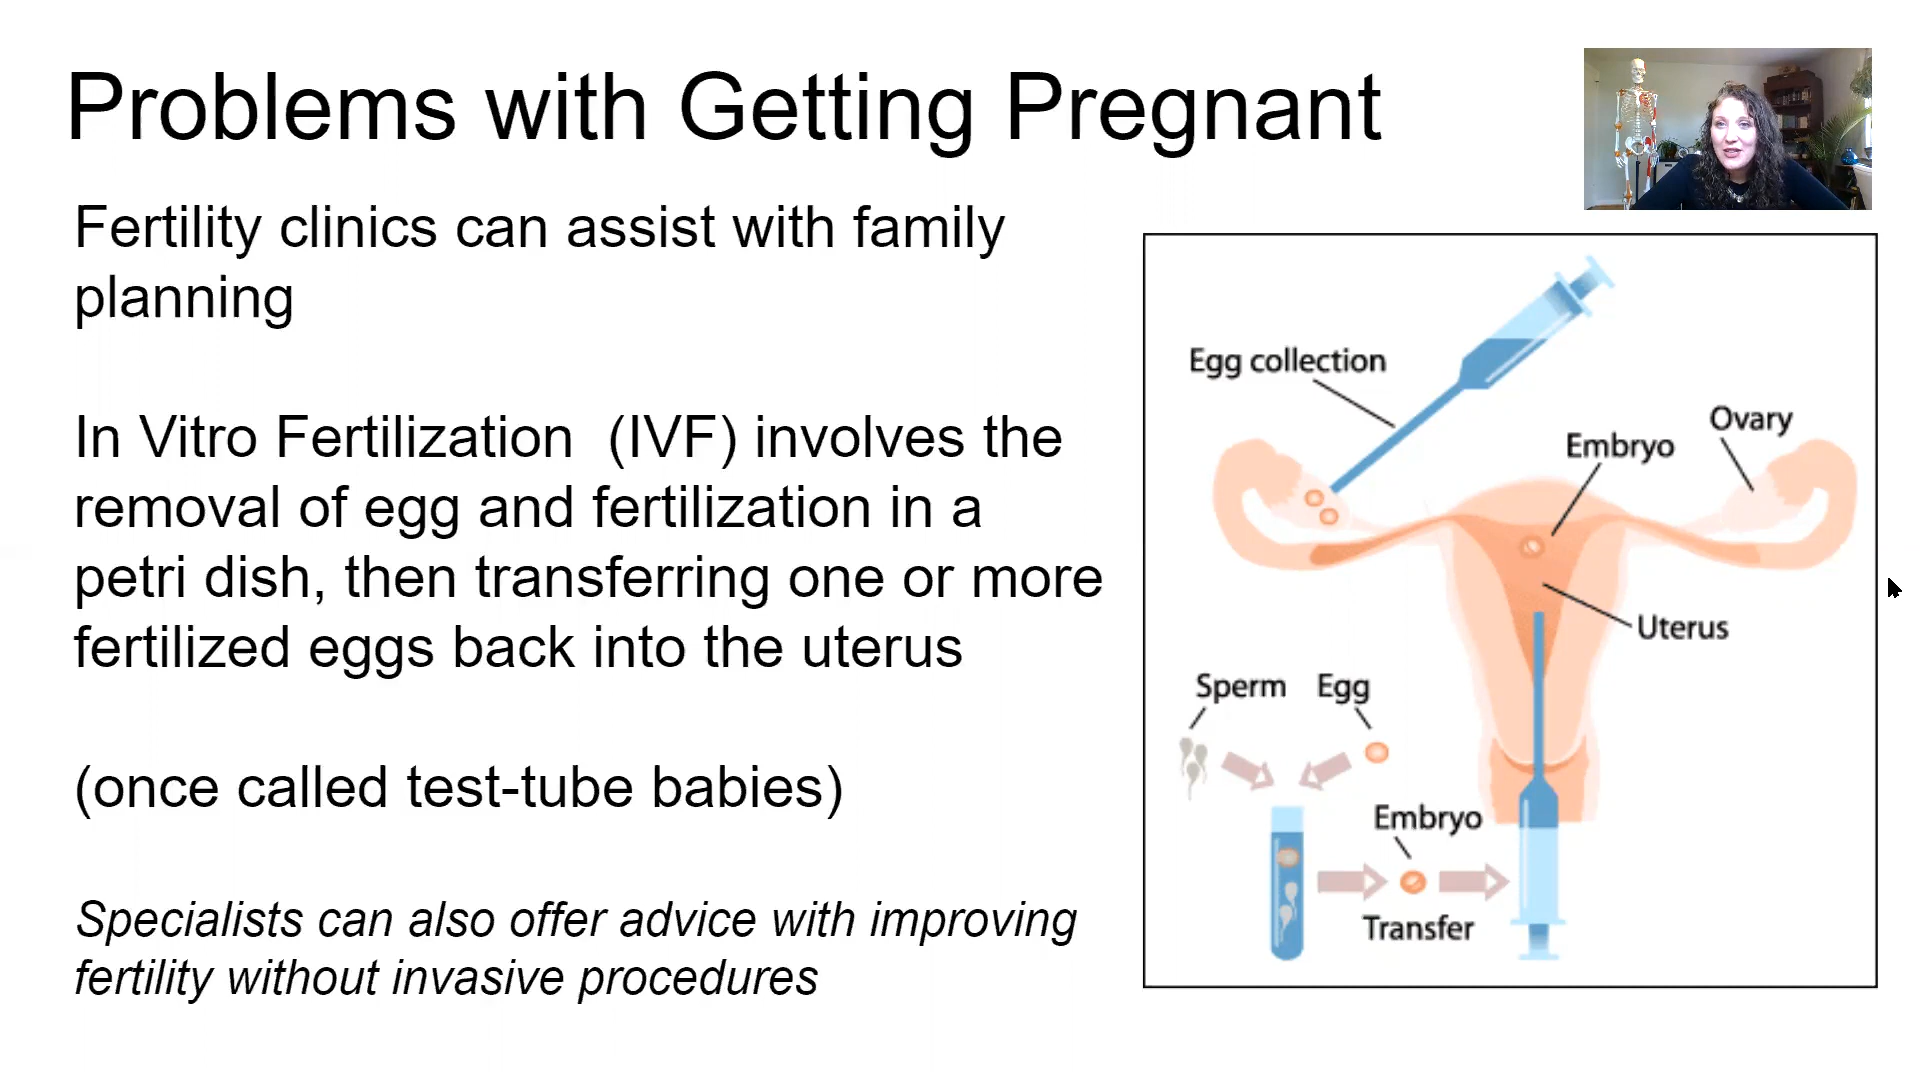 Problems with Getting Pregnant
Fertility clinics can assist with family
planning
In Vitro Fertilization  (IVF) involves the
removal of egg and fertilization in a
petri dish, then transferring one or more
fertilized eggs back into the uterus
(once called test-tube babies)
Specialists can also offer advice with improving
fertility without invasive procedures
Egg collection
Ovary
Embryo
Uterus
Sperm Egg
Embryo
Transfer